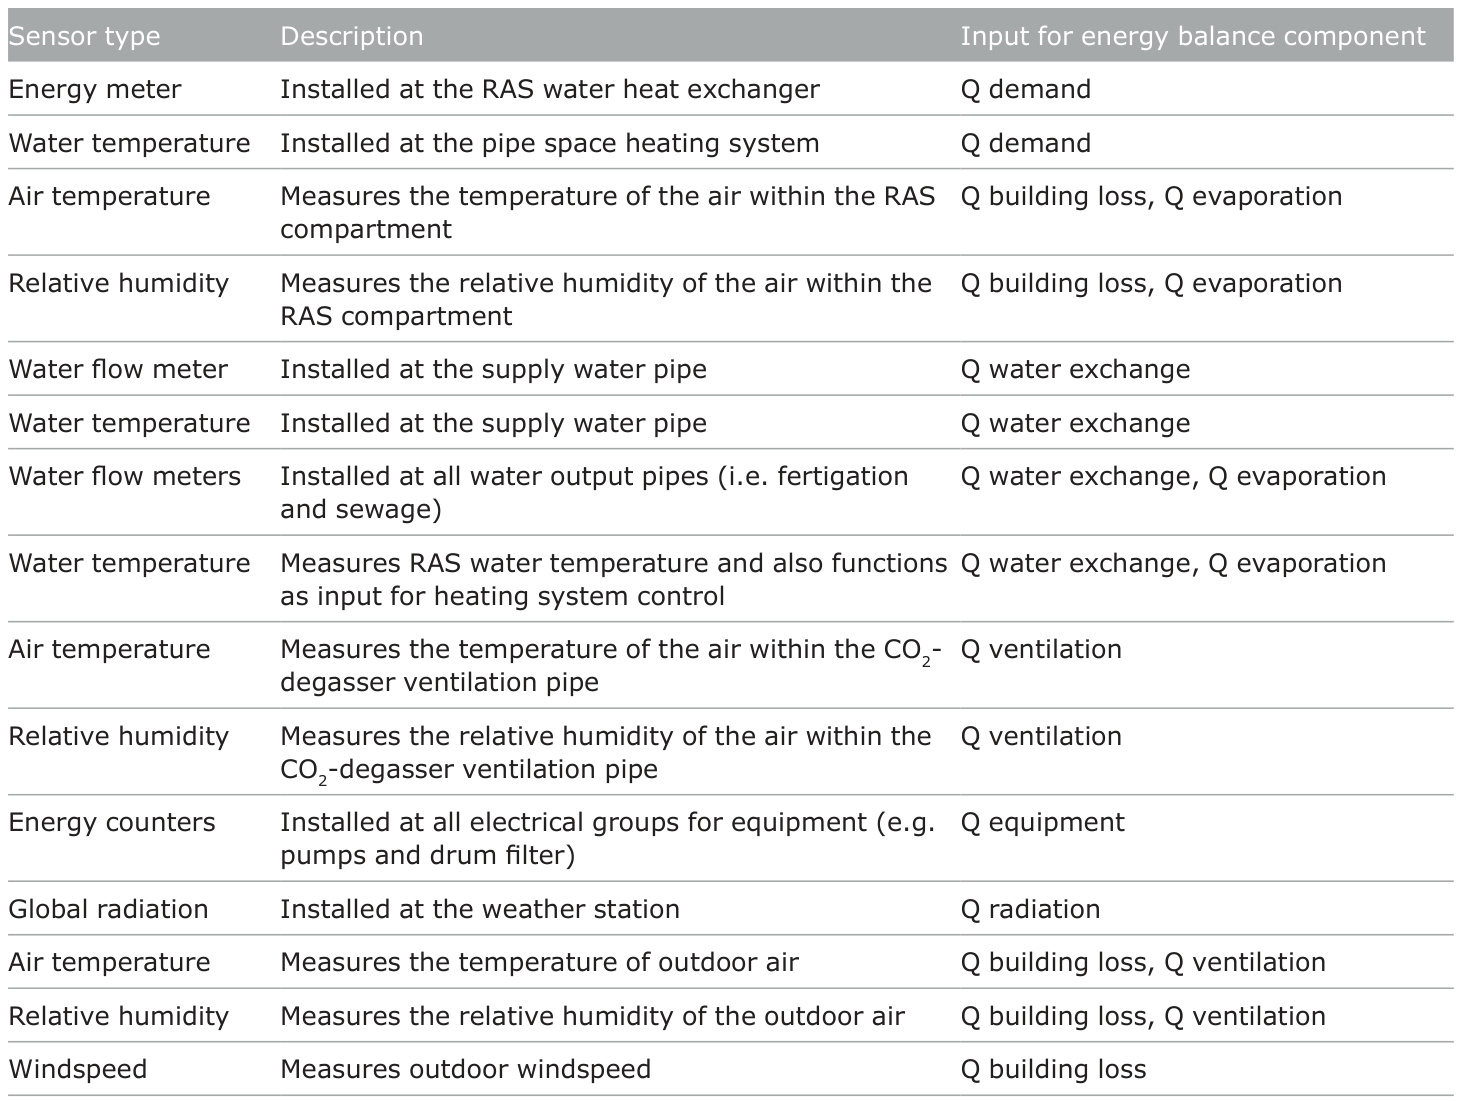 Sensor type Description Input for energy balance component
Energy meter Installed at the RAS water heat exchanger Q demand
Water temperature Installed at the pipe space heating system Q demand
Air temperature Measures the temperature of the air within the RAS Q building loss, Q evaporation
compartment
Relative humidity Measures the relative humidity of the air within the Q building loss, Q evaporation
RAS compartment
Water flow meter Installed at the supply water pipe Q water exchange
Water temperature Installed at the supply water pipe Q water exchange
Water flow meters Installed at all water output pipes (i.e. fertigation Q water exchange, Q evaporation
and sewage)
Water temperature Measures RAS water temperature and also functions Q water exchange, Q evaporation
as input for heating system control
Air temperature Measures the temperature of the air within the CO2- Q ventilation
degasser ventilation pipe
Relative humidity Measures the relative humidity of the air within the Q ventilation
CO2-degasser ventilation pipe
Energy counters Installed at all electrical groups for equipment (e.g. Q equipment
pumps and drum filter)
Global radiation Installed at the weather station Q radiation
Air temperature Measures the temperature of outdoor air Q building loss, Q ventilation
Relative humidity Measures the relative humidity of the outdoor air Q building loss, Q ventilation
Windspeed Measures outdoor windspeed Q building loss